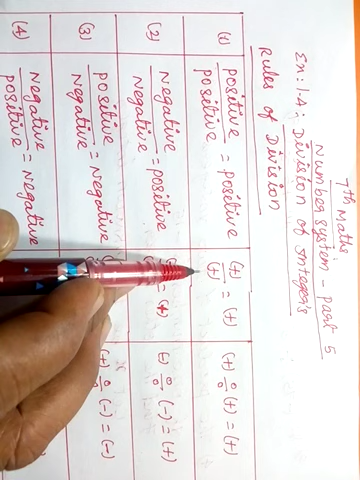 7th Maths
Number system - part 5
Ex: 1.4: Division of Integers
Rules of Division
(1) positive/positive = positive (+)/(+) = (+) (+) ÷ (+) = (+)
(2) Negative/Negative = positive = (+) (-) ÷ (-) = (+)
(3) positive/Negative = Negative (+) ÷ (-) = (-)
(4) Negative/positive = Negative